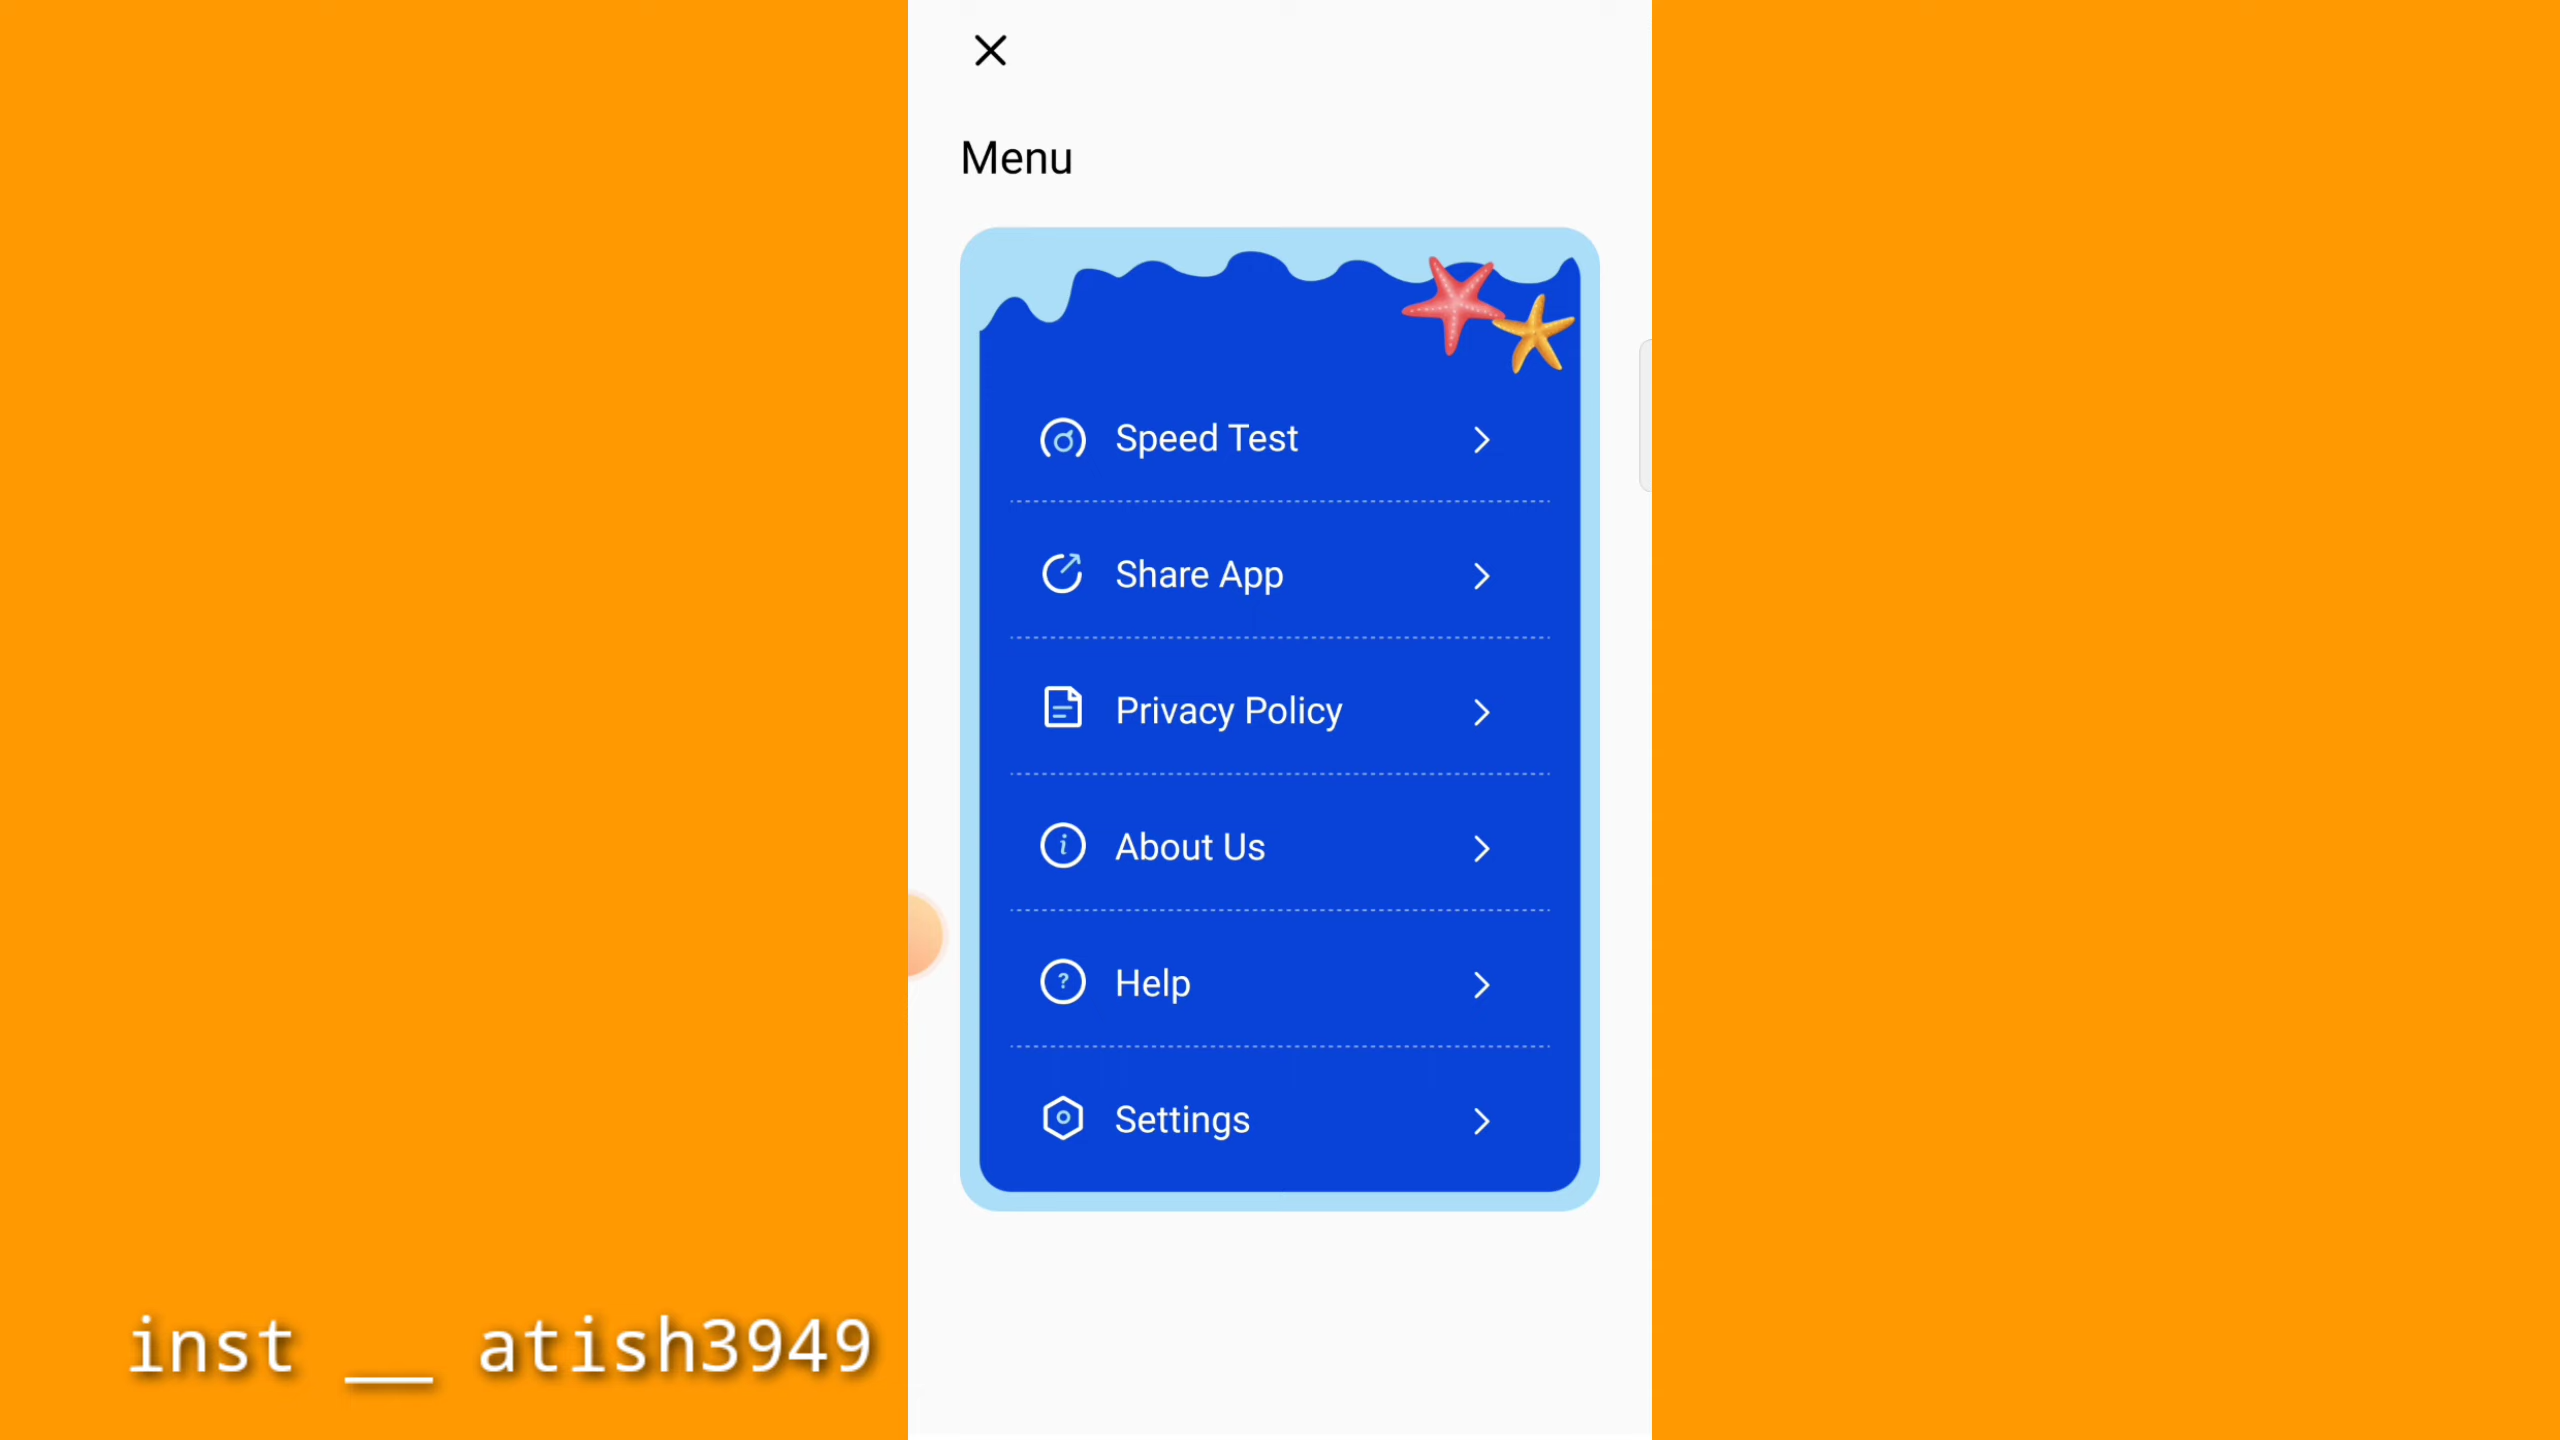 Menu
Speed Test
Share App
Privacy Policy
About Us
Help
Settings
inst __ atish3949